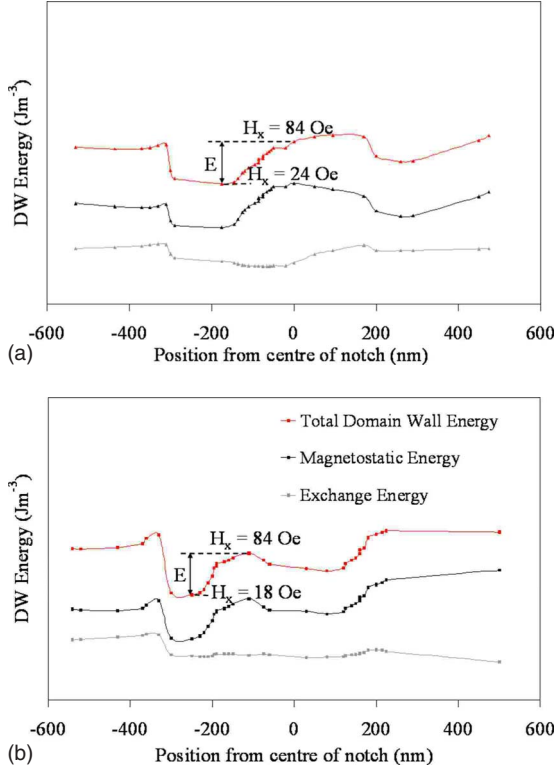 DW Energy (Jm-3)
Hx = 84 Oe
E
Hx = 24 Oe
-600 -400 -200 0 200 400 600
(a) Position from centre of notch (nm)
DW Energy (Jm-3)
Total Domain Wall Energy
Magnetostatic Energy
Exchange Energy
Hx = 84 Oe
E
Hx = 18 Oe
-600 -400 -200 0 200 400 600
(b) Position from centre of notch (nm)